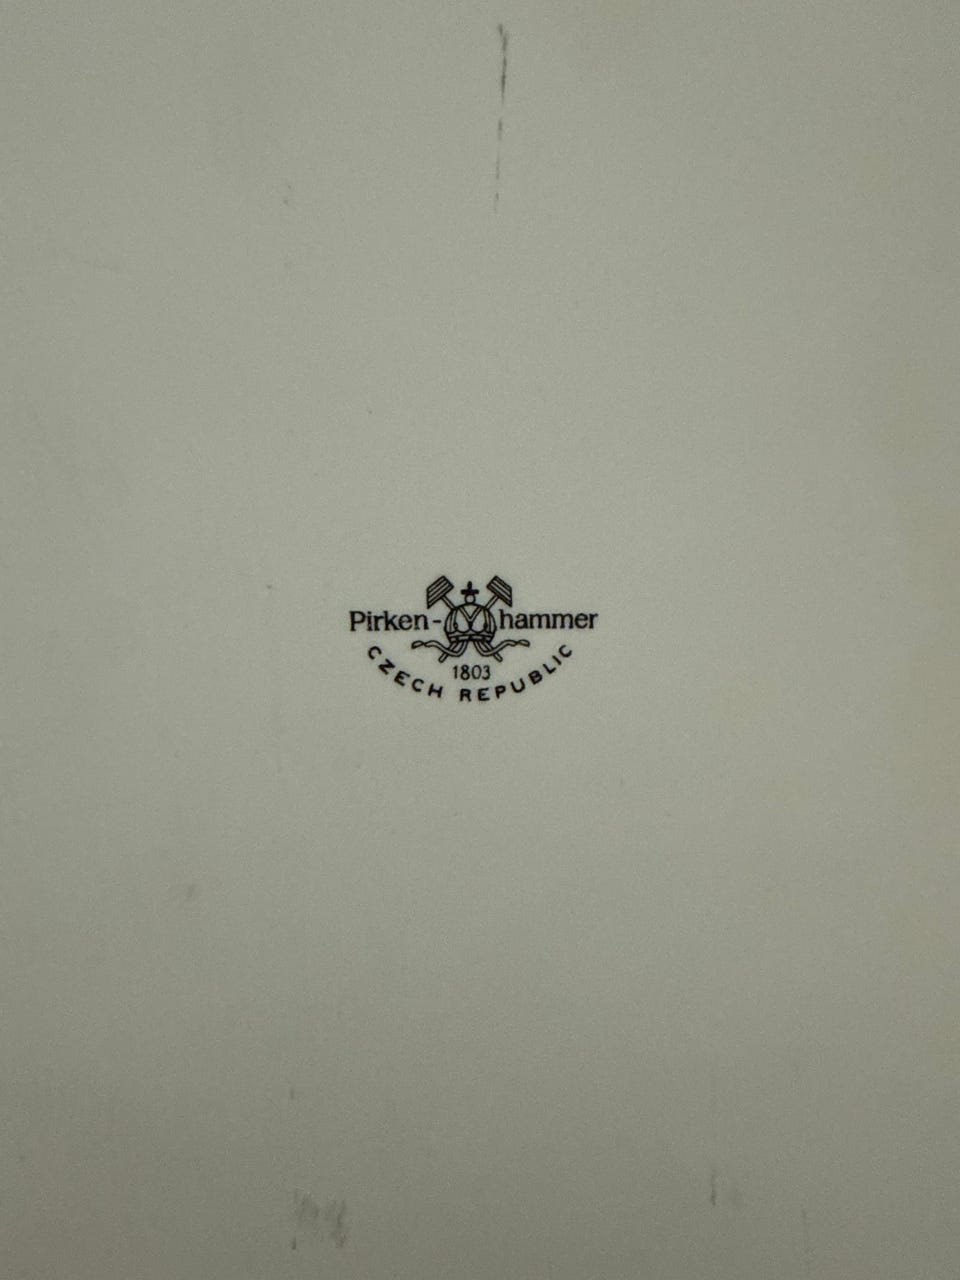 Pirken-hammer
1803
CZECH REPUBLIC